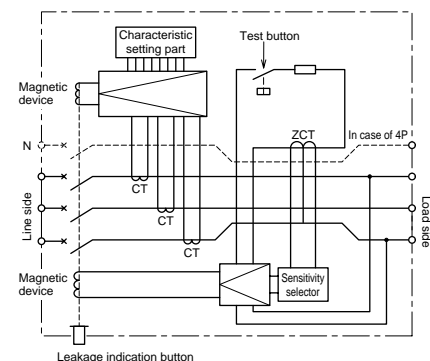 Characteristic
setting part
Test button
Magnetic
device
N
ZCT
In case of 4P
CT
CT
CT
Line side
Load side
Magnetic
device
Sensitivity
selector
Leakage indication button